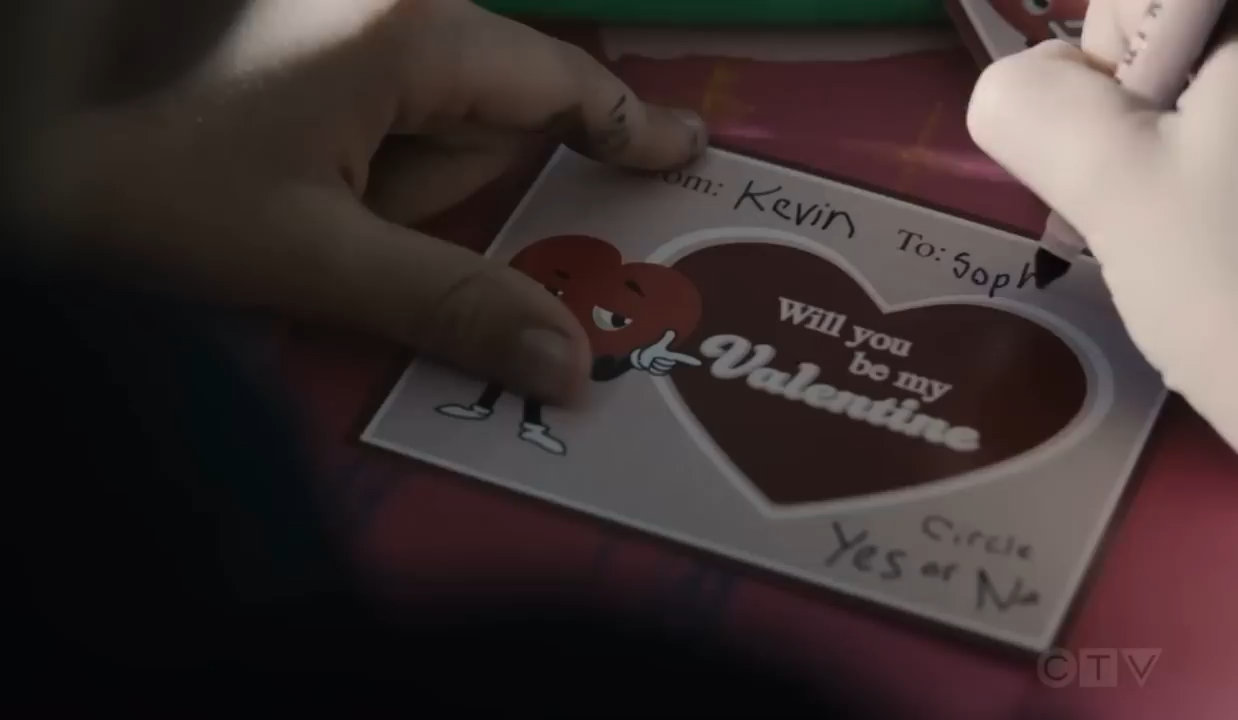 om: Kevin To: Soph
Will you
be my
Valentine
Circle
Yes or No
CTV